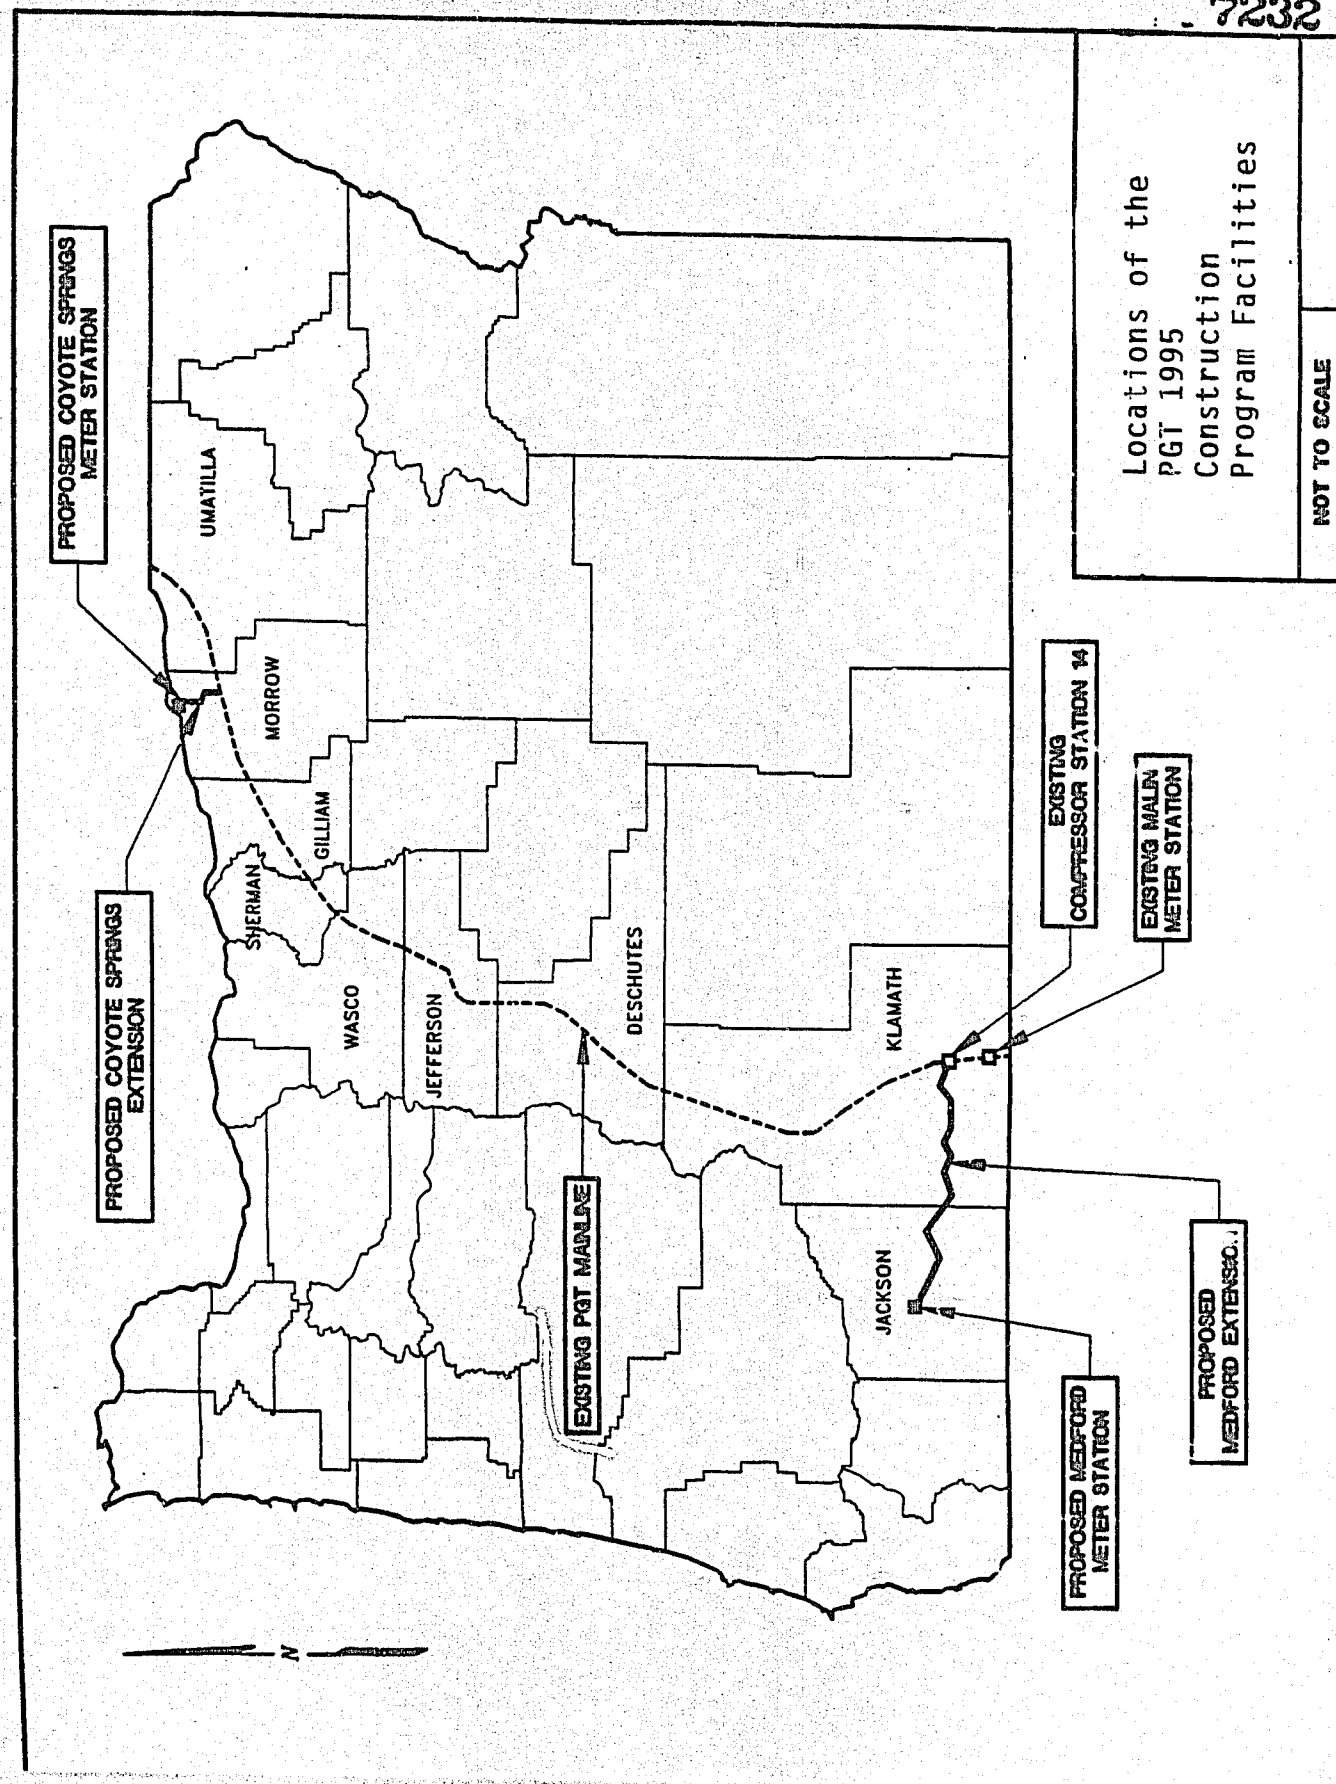 7232
PROPOSED COYOTE SPRINGS
METER STATION
PROPOSED COYOTE SPRINGS
EXTENSION
UMATILLA
MORROW
GILLIAM
SHERMAN
WASCO
JEFFERSON
DESCHUTES
KLAMATH
JACKSON
EXISTING PGT MAINLINE
EXISTING
COMPRESSOR STATION 14
EXISTING MALIN
METER STATION
PROPOSED
MEDFORD EXTENSION
PROPOSED MEDFORD
METER STATION
N
Locations of the
PGT 1995
Construction
Program Facilities
NOT TO SCALE